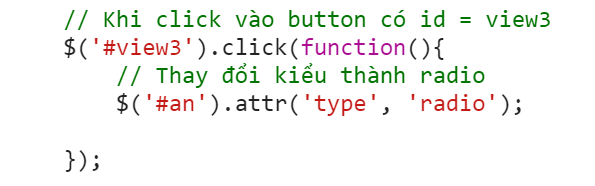 // Khi click vào button có id = view3
$('#view3').click(function(){
// Thay đổi kiểu thành radio
$('#an').attr('type', 'radio');
});